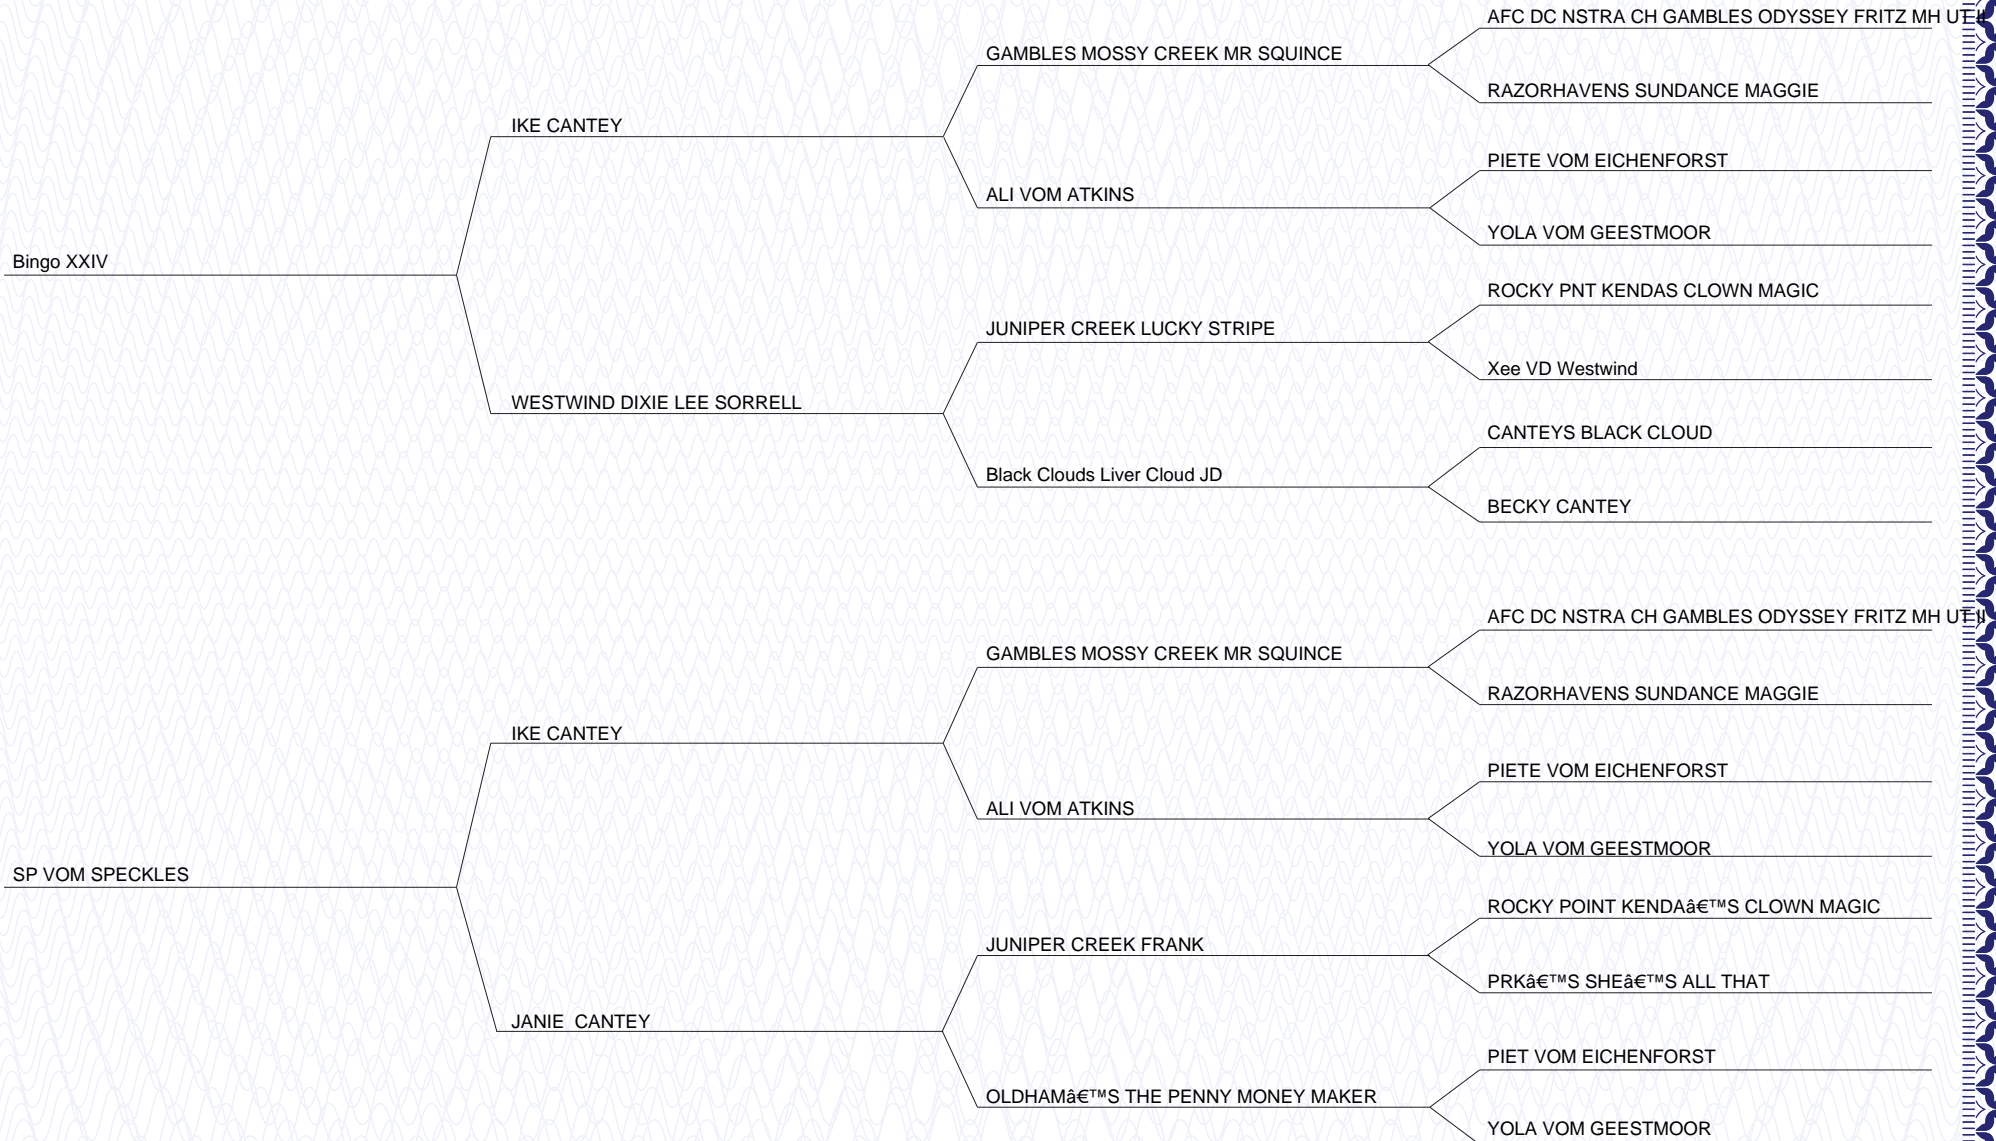 AFC DC NSTRA CH GAMBLES ODYSSEY FRITZ MH UT II
GAMBLES MOSSY CREEK MR SQUINCE
RAZORHAVENS SUNDANCE MAGGIE
IKE CANTEY
PIETE VOM EICHENFORST
ALI VOM ATKINS
YOLA VOM GEESTMOOR
Bingo XXIV
ROCKY PNT KENDAS CLOWN MAGIC
JUNIPER CREEK LUCKY STRIPE
Xee VD Westwind
WESTWIND DIXIE LEE SORRELL
CANTEYS BLACK CLOUD
Black Clouds Liver Cloud JD
BECKY CANTEY
AFC DC NSTRA CH GAMBLES ODYSSEY FRITZ MH UT II
GAMBLES MOSSY CREEK MR SQUINCE
RAZORHAVENS SUNDANCE MAGGIE
IKE CANTEY
PIETE VOM EICHENFORST
ALI VOM ATKINS
YOLA VOM GEESTMOOR
SP VOM SPECKLES
ROCKY POINT KENDAâ€™S CLOWN MAGIC
JUNIPER CREEK FRANK
PRKâ€™S SHEâ€™S ALL THAT
JANIE  CANTEY
PIET VOM EICHENFORST
OLDHAMâ€™S THE PENNY MONEY MAKER
YOLA VOM GEESTMOOR